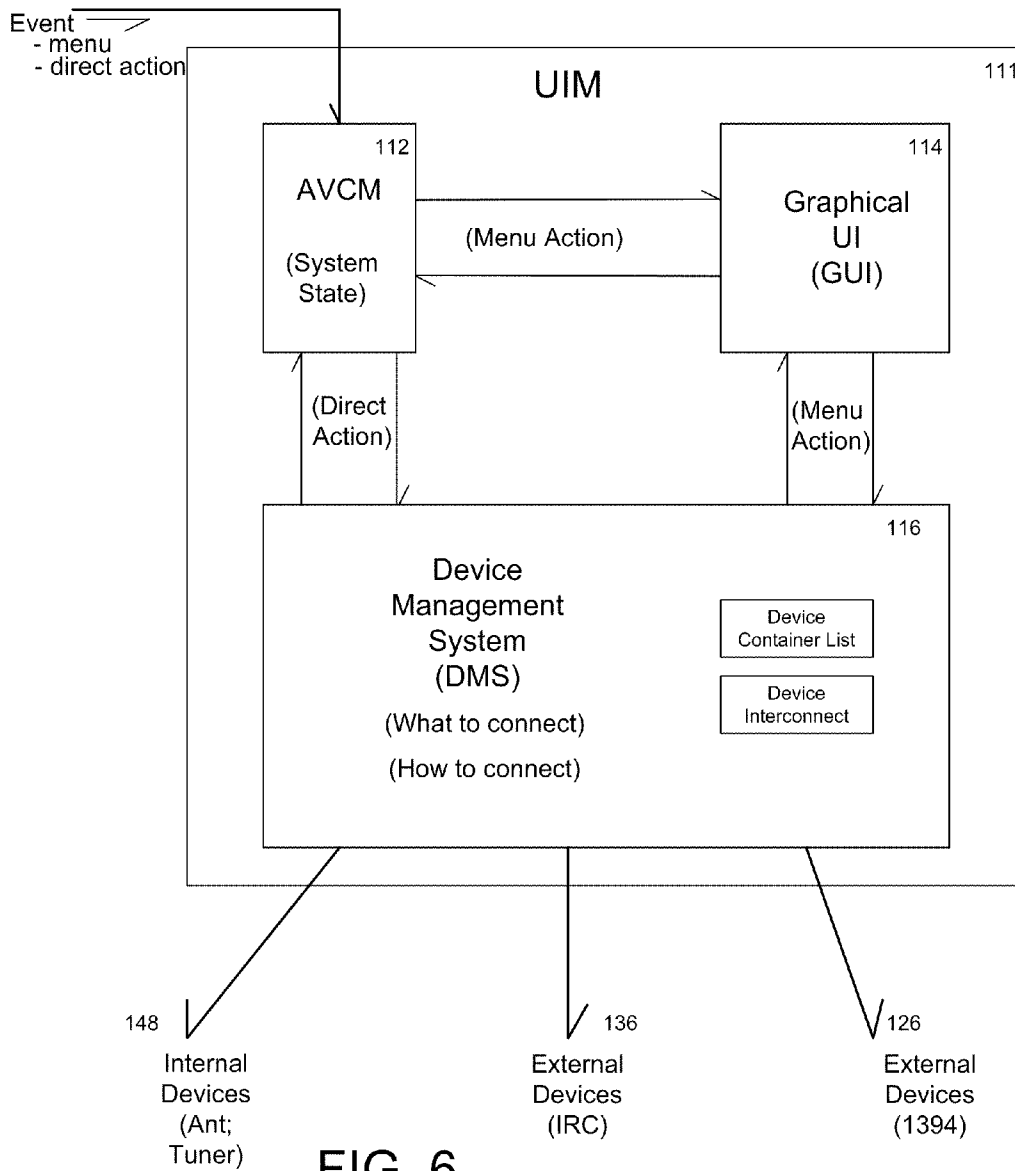 Event
- menu
- direct action
111
UIM
112
AVCM
(System
State)
(Menu Action)
114
Graphical
UI
(GUI)
(Direct
Action)
(Menu
Action)
116
Device
Management
System
(DMS)
(What to connect)
(How to connect)
Device
Container List
Device
Interconnect
148
Internal
Devices
(Ant;
Tuner)
136
External
Devices
(IRC)
126
External
Devices
(1394)
FIG. 6